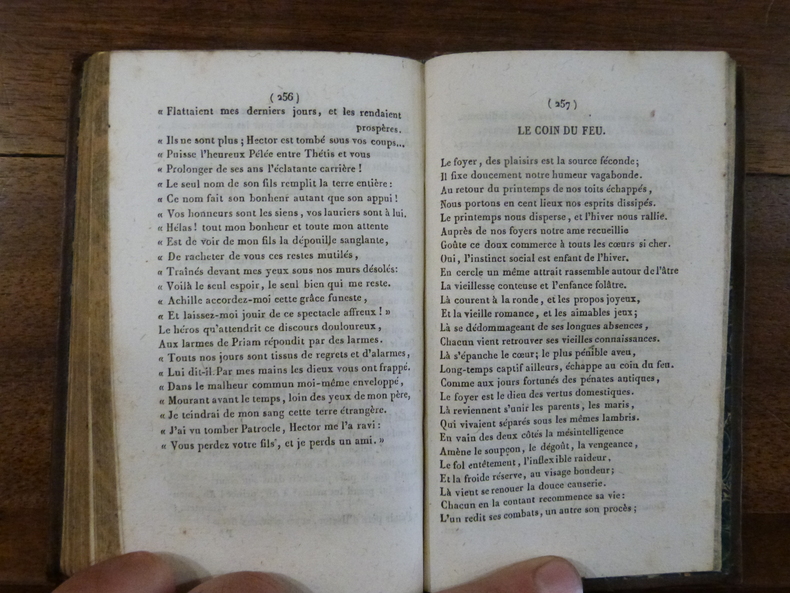 ( 256 )
« Flattaient mes derniers jours, et les rendaient
prospères.
« Ils ne sont plus ; Hector est tombé sous vos coups...
« Puisse l'heureux Pélée entre Thétis et vous
« Prolonger de ses ans l'éclatante carrière !
« Le seul nom de son fils remplit la terre entière :
« Ce nom fait son bonheur autant que son appui !
« Vos honneurs sont les siens, vos lauriers sont à lui.
« Hélas ! tout mon bonheur et toute mon attente
« Est de voir de mon fils la dépouille sanglante,
« De racheter de vous ces restes mutilés,
« Traînés devant mes yeux sous nos murs désolés:
« Voilà le seul espoir, le seul bien qui me reste.
« Achille accordez-moi cette grâce funeste,
« Et laissez-moi jouir de ce spectacle affreux ! »
Le héros qu'attendrit ce discours douloureux,
Aux larmes de Priam répondit par des larmes.
« Touts nos jours sont tissus de regrets et d'alarmes,
« Lui dit-il. Par mes mains les dieux vous ont frappé.
« Dans le malheur commun moi-même enveloppé,
« Mourant avant le temps, loin des yeux de mon père,
« Je teindrai de mon sang cette terre étrangère.
« J'ai vu tomber Patrocle, Hector me l'a ravi :
« Vous perdez votre fils, et je perds un ami. »
( 257 )
LE COIN DU FEU.
Le foyer, des plaisirs est la source féconde;
Il fixe doucement notre humeur vagabonde.
Au retour du printemps de nos toits échappés,
Nous portons en cent lieux nos esprits dissipés.
Le printemps nous disperse, et l'hiver nous rallie.
Auprès de nos foyers notre ame recueillie
Goûte ce doux commerce à touts les cœurs si cher.
Oui, l'instinct social est enfant de l'hiver.
En cercle un même attrait rassemble autour de l'âtre
La vieillesse conteuse et l'enfance folâtre.
Là courent à la ronde, et les propos joyeux,
Et la vieille romance, et les aimables jeux;
Là se dédommageant de ses longues absences,
Chacun vient retrouver ses vieilles connaissances.
Là s'épanche le cœur; le plus pénible aveu,
Long-temps captif ailleurs, échappe au coin du feu.
Comme aux jours fortunés des pénates antiques,
Le foyer est le dieu des vertus domestiques.
Là reviennent s'unir les parents, les maris,
Qui vivaient séparés sous les mêmes lambris.
En vain des deux côtés la mésintelligence
Amène le soupçon, le dégoût, la vengeance,
Le fol entêtement, l'inflexible raideur,
Et la froide réserve, au visage boudeur;
Là vient se renouer la douce causerie.
Chacun en la contant recommence sa vie:
L'un redit ses combats, un autre son procès;